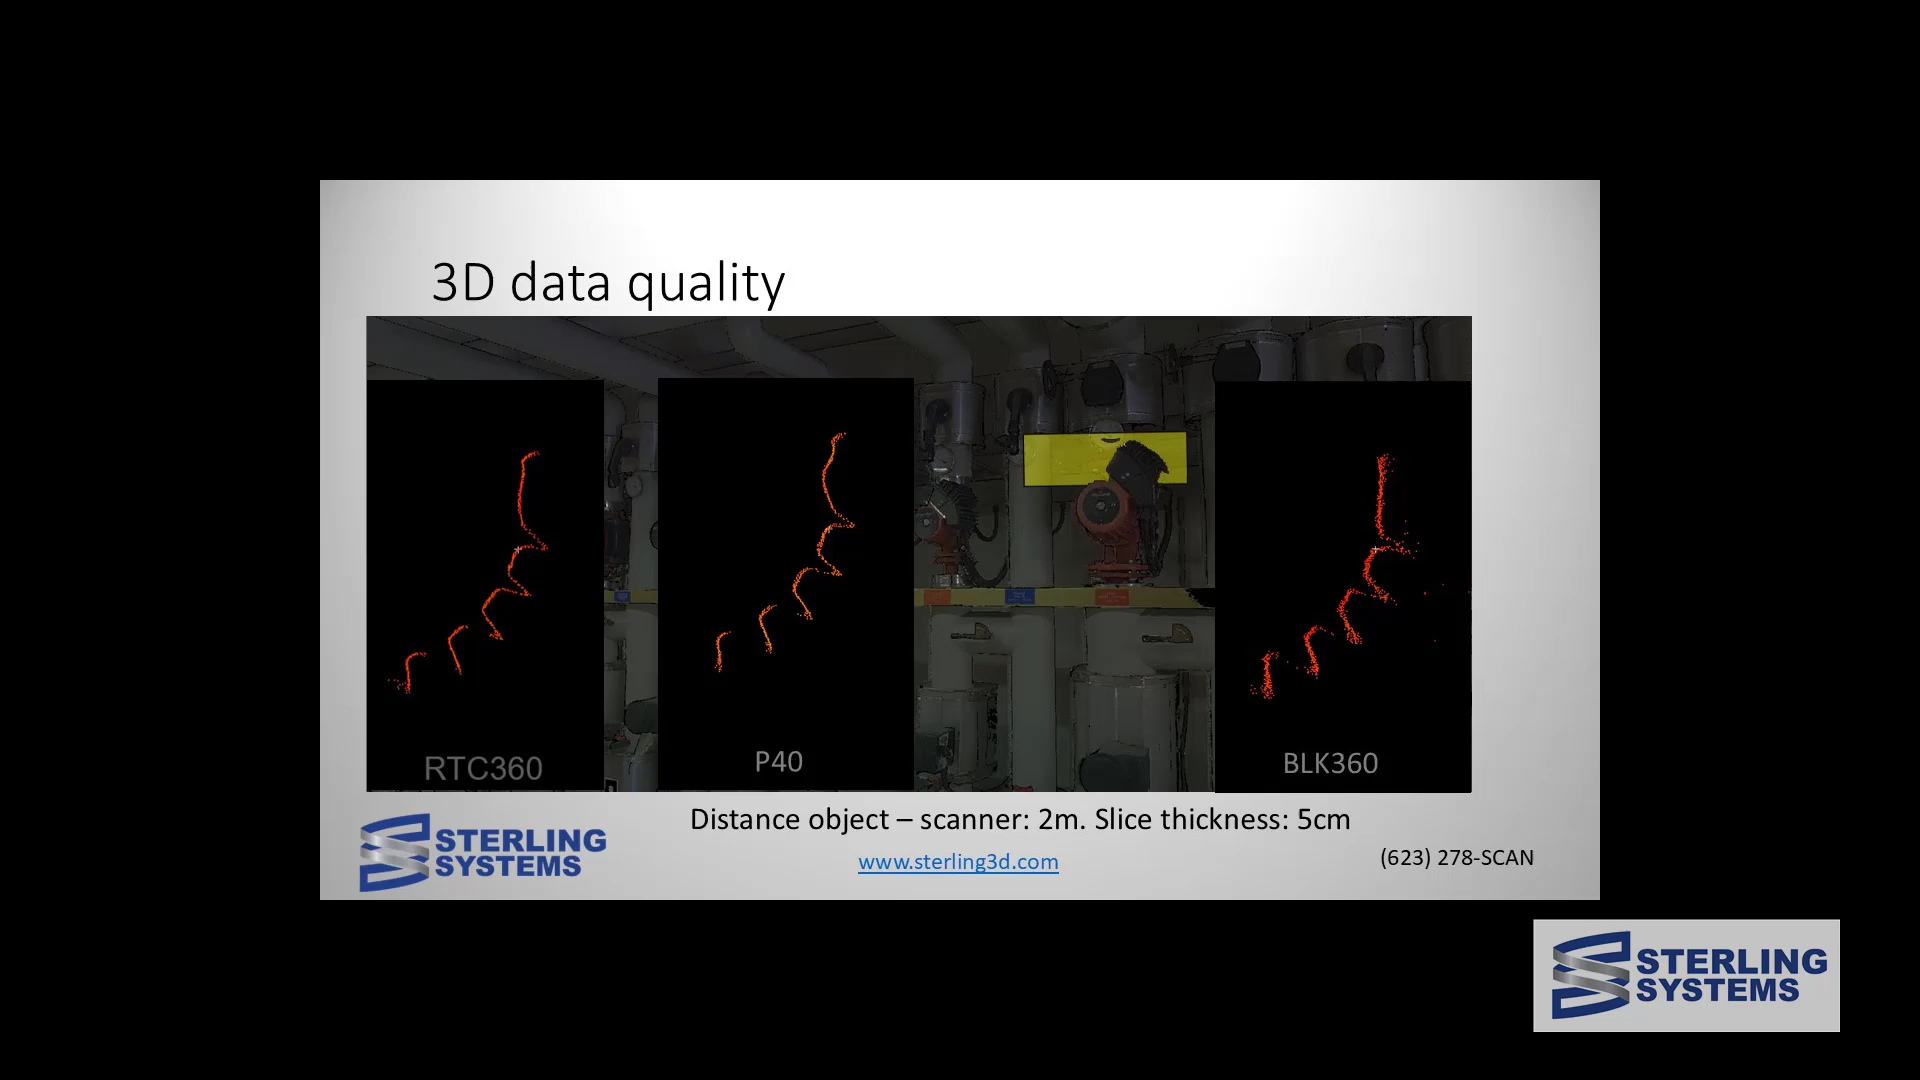 3D data quality
RTC360
P40
BLK360
Distance object – scanner: 2m. Slice thickness: 5cm
STERLING
SYSTEMS
www.sterling3d.com
(623) 278-SCAN
STERLING
SYSTEMS